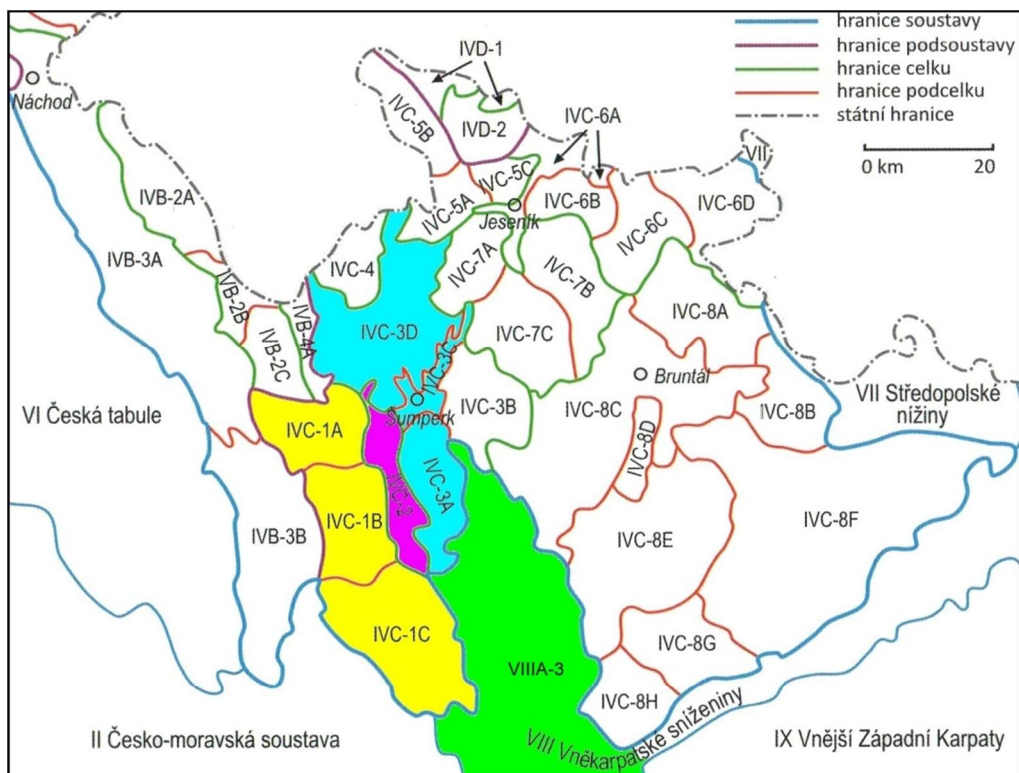 hranice soustavy
hranice podsoustavy
hranice celku
hranice podcelku
státní hranice
0 km 20
IVD-1
Náchod
IVC-5B
IVD-2
IVC-6A
VII
IVB-2A
IVC-5C
IVC-5A
Jeseník
IVC-6B
IVC-6D
IVC-6C
IVB-3A
IVC-4
IVC-7A
IVC-7B
IVB-2B
IVB-4A
IVC-3D
IVC-8A
IVB-2C
IVC-7C
IVC-3C
Bruntál
VI Česká tabule
Šumperk
IVC-3B
IVC-8C
IVC-8B
VII Středopolské
nížiny
IVC-1A
IVC-8D
IVC-2
IVC-3A
IVC-1B
IVB-3B
IVC-8F
IVC-8E
IVC-1C
IVC-8G
VIIIA-3
IVC-8H
VIII Vněkarpatské sníženiny
II Česko-moravská soustava
IX Vnější Západní Karpaty